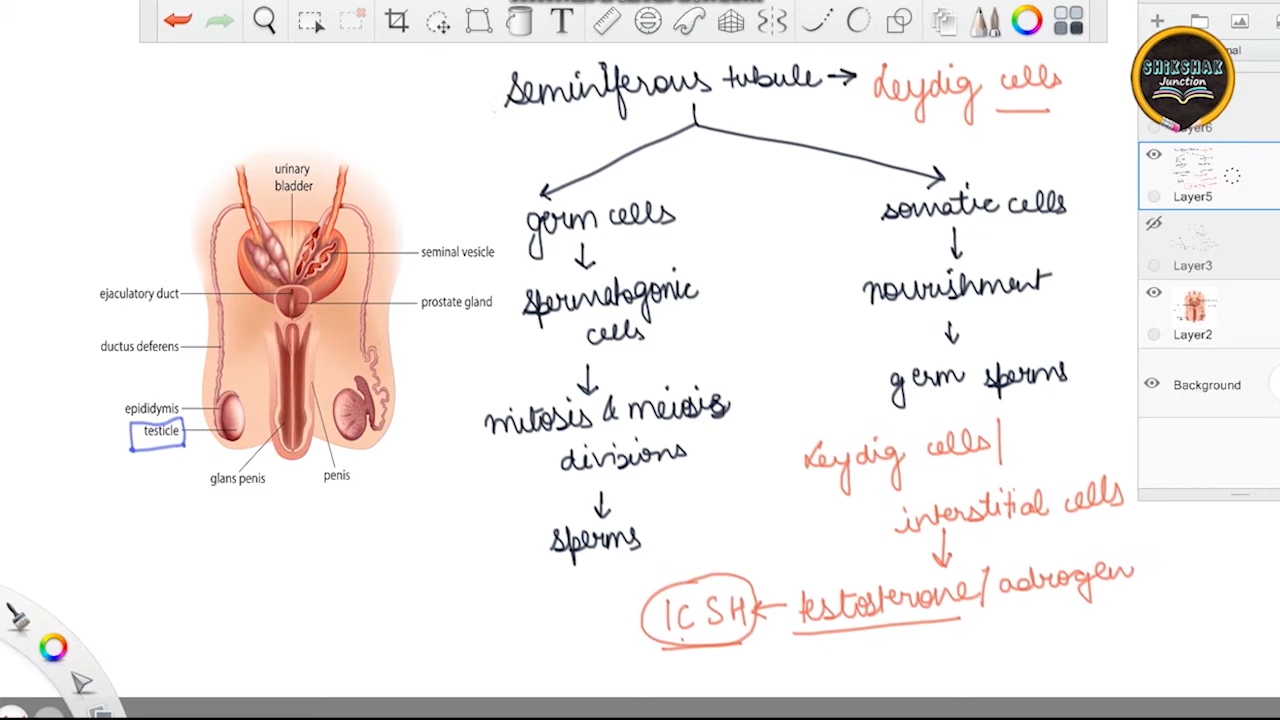 SHiKSHAK
Junction
Layer6
Layer5
Layer3
Layer2
Background
Seminiferous tubule → Leydig cells
germ cells
spermatogonic
cells
mitosis & meiosis
divisions
sperms
somatic cells
nourishment
germ sperms
Leydig cells/
interstitial cells
testosterone/adrogen
ICSH
urinary
bladder
seminal vesicle
ejaculatory duct
prostate gland
ductus deferens
epididymis
testicle
glans penis
penis